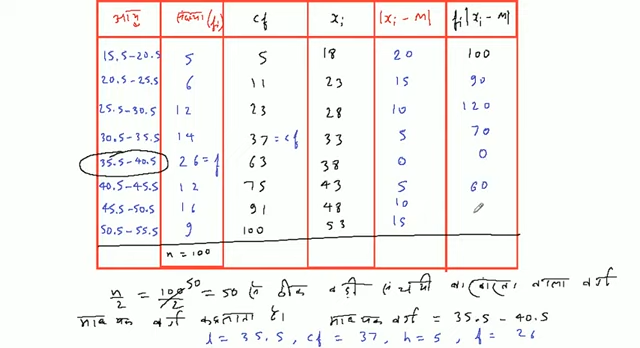 आयु संख्या (fi) cf xi |xi – M| fi|xi – M|
15.5–20.5 5 5 18 20 100
20.5–25.5 6 11 23 15 90
25.5–30.5 12 23 28 10 120
30.5–35.5 14 37 = cf 33 5 70
35.5–40.5 26 = f 63 38 0 0
40.5–45.5 12 75 43 5 60
45.5–50.5 16 91 48 10
50.5–55.5 9 100 53 15
n = 100
n/2 = 100/2 50 = 50 से ठीक बड़ी संचयी वाला वर्ग
माध्यक वर्ग कहलाता है। माध्यक वर्ग = 35.5 – 40.5
l = 35.5, cf = 37, h = 5, f = 26